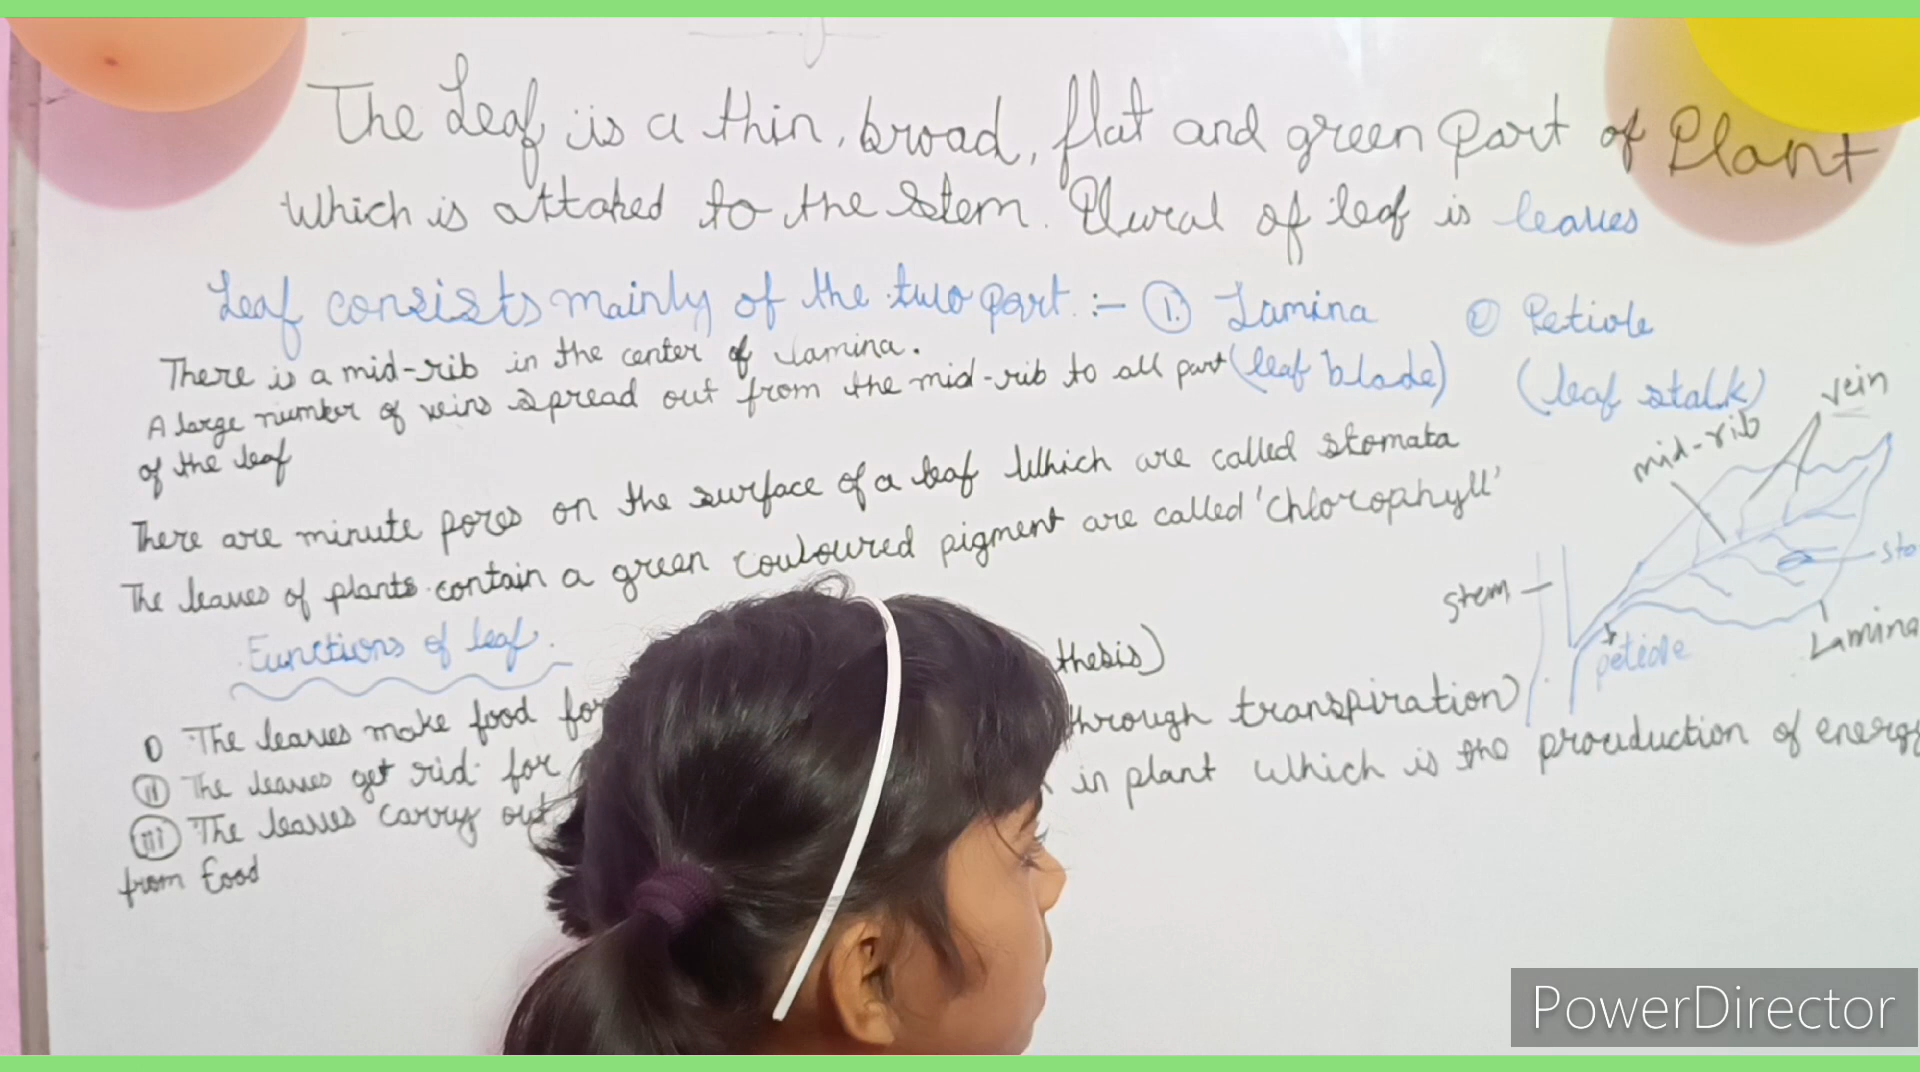 The Leaf is a thin, broad, flat and green Part of Plant
Which is attaked to the Stem. Plural of leaf is leaves
Leaf consists mainly of the two part :- ① Lamina ② Petiole
(leaf blade) (leaf stalk)
There is a mid-rib in the center of lamina.
A large number of veins spread out from the mid-rib to all part
of the leaf
There are minute pores on the surface of a leaf Which are called stomata
The leaves of plants contain a green couloured pigment are called 'chlorophyll'
Functions of leaf.
i) The leaves make food for thesis)
(ii) The leaves get rid for through transpiration)
(iii) The leaves carry out in plant which is the prouduction of energy
from food
vein
mid-rib
stem
sto
petiole
Lamina
PowerDirector